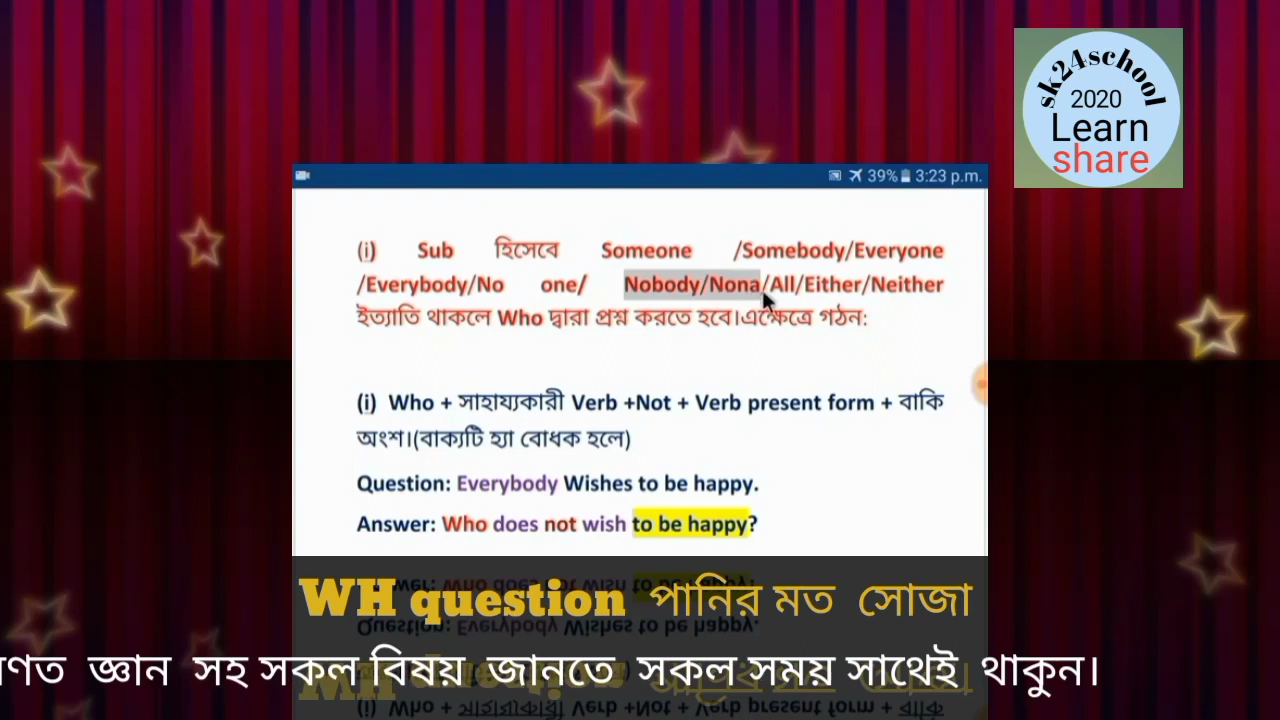 sk24school
2020
Learn
share
39% 3:23 p.m.
(i) Sub হিসেবে Someone /Somebody/Everyone
/Everybody/No one/ Nobody/Nona/All/Either/Neither
ইত্যাতি থাকলে Who দ্বারা প্রশ্ন করতে হবে।এক্ষেত্রে গঠন:
(i) Who + সাহায্যকারী Verb +Not + Verb present form + বাকি
অংশ।(বাক্যটি হ্যা বোধক হলে)
Question: Everybody Wishes to be happy.
Answer: Who does not wish to be happy?
WH question পানির মত সোজা
জ্ঞান সহ সকল বিষয় জানতে সকল সময় সাথেই থাকুন।